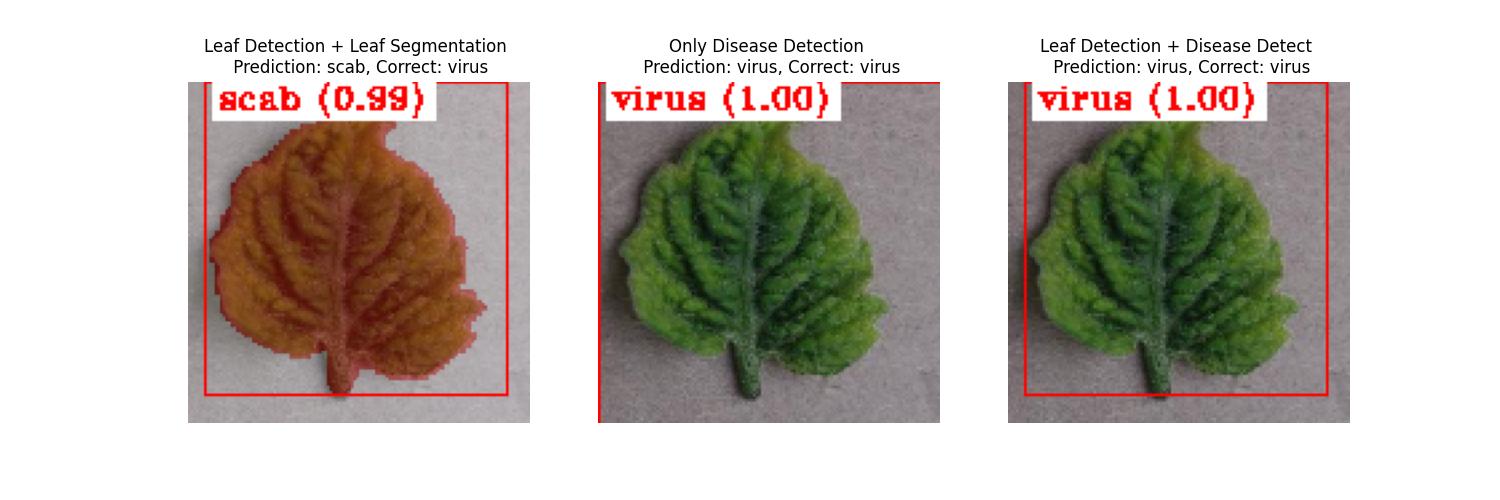 Leaf Detection + Leaf Segmentation
Prediction: scab, Correct: virus
scab (0.99)
Only Disease Detection
Prediction: virus, Correct: virus
virus (1.00)
Leaf Detection + Disease Detect
Prediction: virus, Correct: virus
virus (1.00)